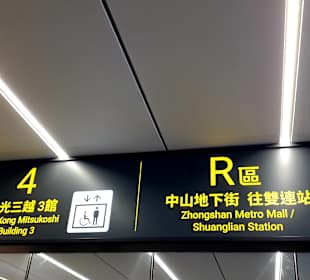 4
光三越 3館
Kong Mitsukoshi
Building 3
R區
中山地下街 往雙連站
Zhongshan Metro Mall /
Shuanglian Station